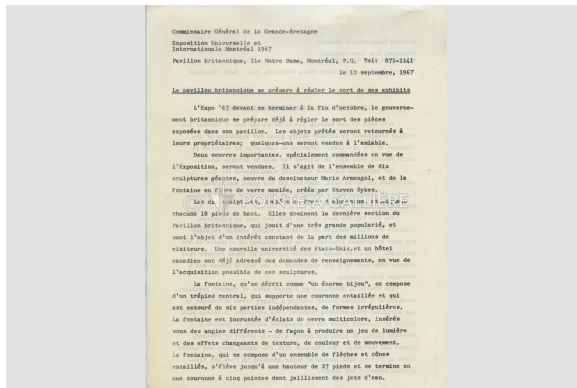 Commissaire Général de la Grande-Bretagne
Exposition Universelle et
Internationale Montréal 1967
Pavillon britannique, Ile Notre Dame, Montréal, P.Q. Tel: 871-1141
le 12 septembre, 1967
Le pavillon britannique se prépare à régler le sort de ses exhibits
L'Expo '67 devant se terminer à la fin d'octobre, le gouverne-
ment britannique se prépare déjà à régler le sort des pièces
exposées dans son pavillon. Les objets prêtés seront retournés à
leurs propriétaires; quelques-uns seront vendus à l'amiable.
Deux oeuvres importantes, spécialement commandées en vue de
l'Exposition, seront vendues. Il s'agit de l'ensemble de dix
sculptures géantes, oeuvre du dessinateur Mario Armengol, et de la
fontaine en fibre de verre moulée, créée par Steven Sykes.
Les dix sculptures,
© POINTE-À-CALLIÈRE
chacune 18 pieds de haut. Elles dominent la dernière section du
Pavillon britannique, qui jouit d'une très grande popularité, et
sont l'objet d'un intérêt constant de la part des millions de
visiteurs. Une nouvelle université des Etats-Unis et un hôtel
canadien ont déjà adressé des demandes de renseignements, en vue de
l'acquisition possible de ces sculptures.
La fontaine, qu'on décrit comme "un énorme bijou", se compose
d'un trépied central, qui supporte une couronne entaillée et qui
est entouré de six parties indépendantes, de formes irrégulières.
La fontaine est incrustée d'éclats de verre multicolore, insérés
sous des angles différents - de façon à produire un jeu de lumière
et des effets changeants de texture, de couleur et de mouvement.
La fontaine, qui se compose d'un ensemble de flèches et cônes
entaillés, s'élève jusqu'à une hauteur de 27 pieds et se termine en
une couronne à cinq pointes dont jaillissent des jets d'eau.